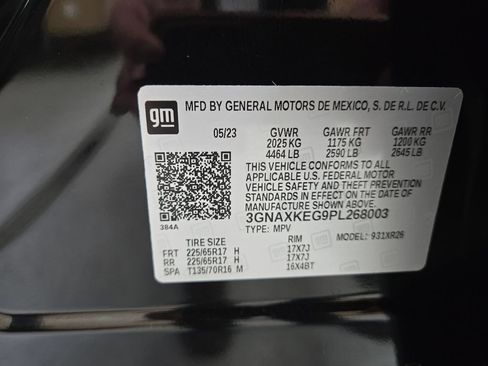 gm
MFD BY GENERAL MOTORS DE MEXICO, S. DE R.L. DE C.V.
05/23 GVWR GAWR FRT GAWR RR
2025 KG 1175 KG 1200 KG
4464 LB 2590 LB 2645 LB
THIS VEHICLE CONFORMS TO ALL
APPLICABLE U.S. FEDERAL MOTOR
VEHICLE SAFETY AND THEFT PREVENTION
STANDARDS IN EFFECT ON THE DATE OF
MANUFACTURE SHOWN ABOVE.
3GNAXKEG9PL268003
384A TYPE: MPV MODEL: 931XR26
TIRE SIZE RIM
FRT 225/65R17 H 17X7J
RR 225/65R17 H 17X7J
SPA T135/70R16 M 16X4BT